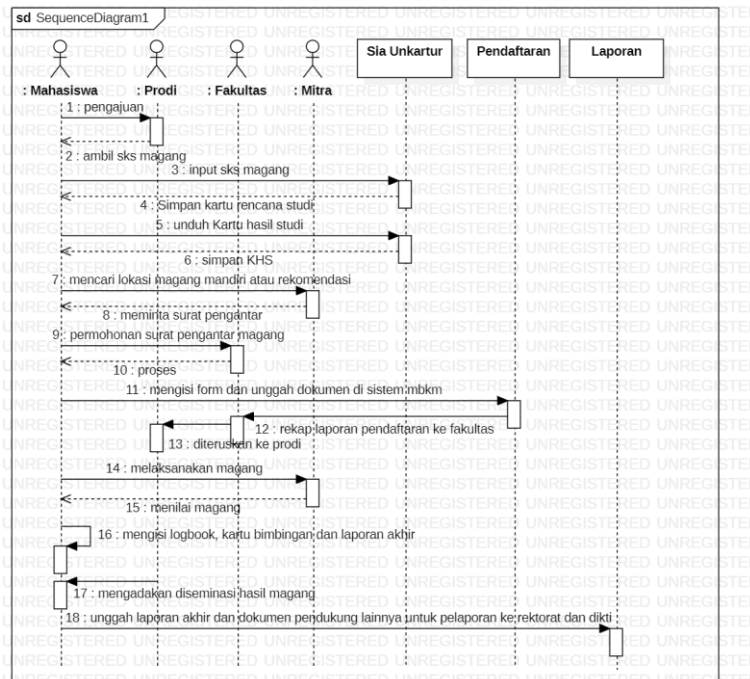 sd SequenceDiagram1
: Mahasiswa
: Prodi
: Fakultas
: Mitra
Sia Unkartur
Pendaftaran
Laporan
1 : pengajuan
2 : ambil sks magang
3 : input sks magang
4 : Simpan kartu rencana studi
5 : unduh Kartu hasil studi
6 : simpan KHS
7 : mencari lokasi magang mandiri atau rekomendasi
8 : meminta surat pengantar
9 : permohonan surat pengantar magang
10 : proses
11 : mengisi form dan unggah dokumen di sistem mbkm
12 : rekap laporan pendaftaran ke fakultas
13 : diteruskan ke prodi
14 : melaksanakan magang
15 : menilai magang
16 : mengisi logbook, kartu bimbingan dan laporan akhir
17 : mengadakan diseminasi hasil magang
18 : unggah laporan akhir dan dokumen pendukung lainnya untuk pelaporan ke rektorat dan dikti
UNREGISTERED